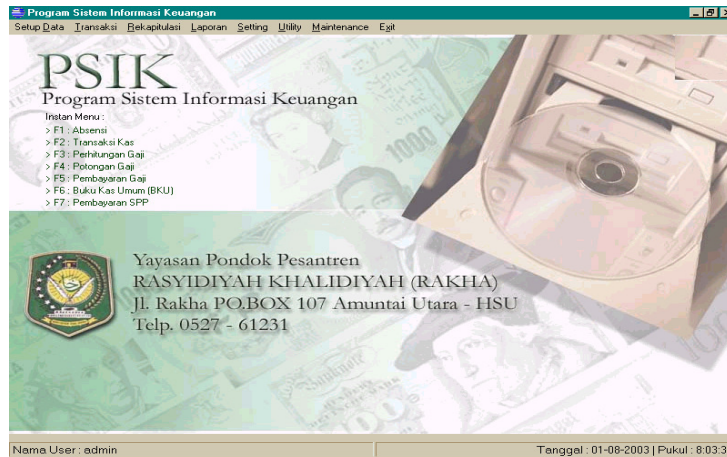 Program Sistem Informasi Keuangan
Setup Data Transaksi Rekapitulasi Laporan Setting Utility Maintenance Exit
PSIK
Program Sistem Informasi Keuangan
Instan Menu :
> F1 : Absensi
> F2 : Transaksi Kas
> F3 : Perhitungan Gaji
> F4 : Potongan Gaji
> F5 : Pembayaran Gaji
> F6 : Buku Kas Umum (BKU)
> F7 : Pembayaran SPP
1000
Yayasan Pondok Pesantren
RASYIDIYAH KHALIDIYAH (RAKHA)
Jl. Rakha PO.BOX 107 Amuntai Utara - HSU
Telp. 0527 - 61231
Nama User : admin
Tanggal : 01-08-2003 | Pukul : 8:03:3